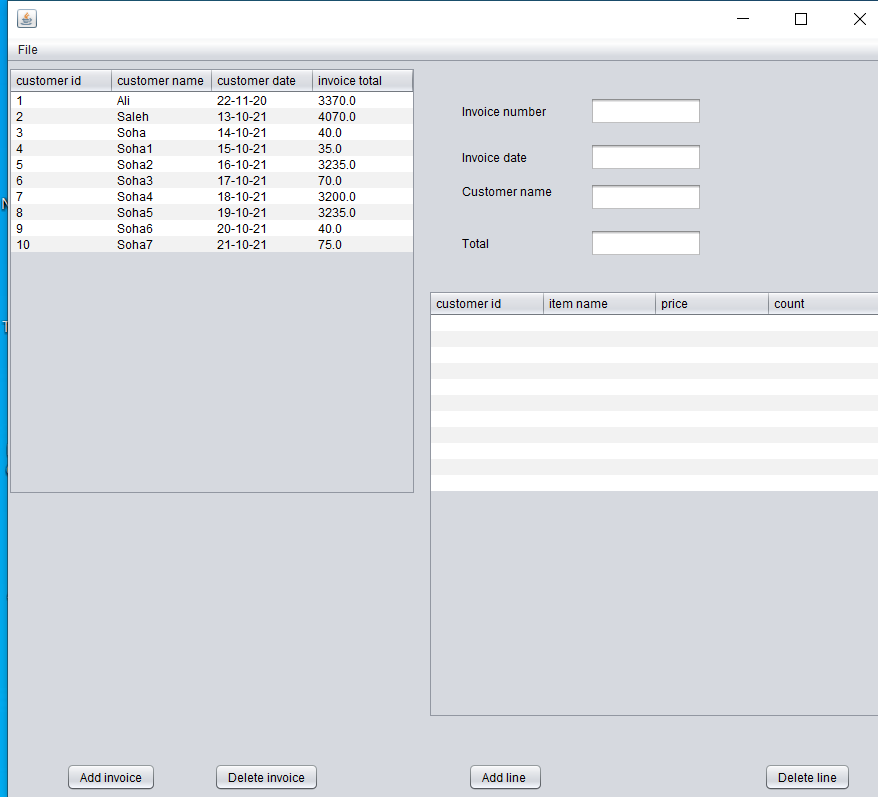 File
customer id customer name customer date invoice total
1 Ali 22-11-20 3370.0
2 Saleh 13-10-21 4070.0
3 Soha 14-10-21 40.0
4 Soha1 15-10-21 35.0
5 Soha2 16-10-21 3235.0
6 Soha3 17-10-21 70.0
7 Soha4 18-10-21 3200.0
8 Soha5 19-10-21 3235.0
9 Soha6 20-10-21 40.0
10 Soha7 21-10-21 75.0
Invoice number
Invoice date
Customer name
Total
customer id item name price count
Add invoice Delete invoice Add line Delete line